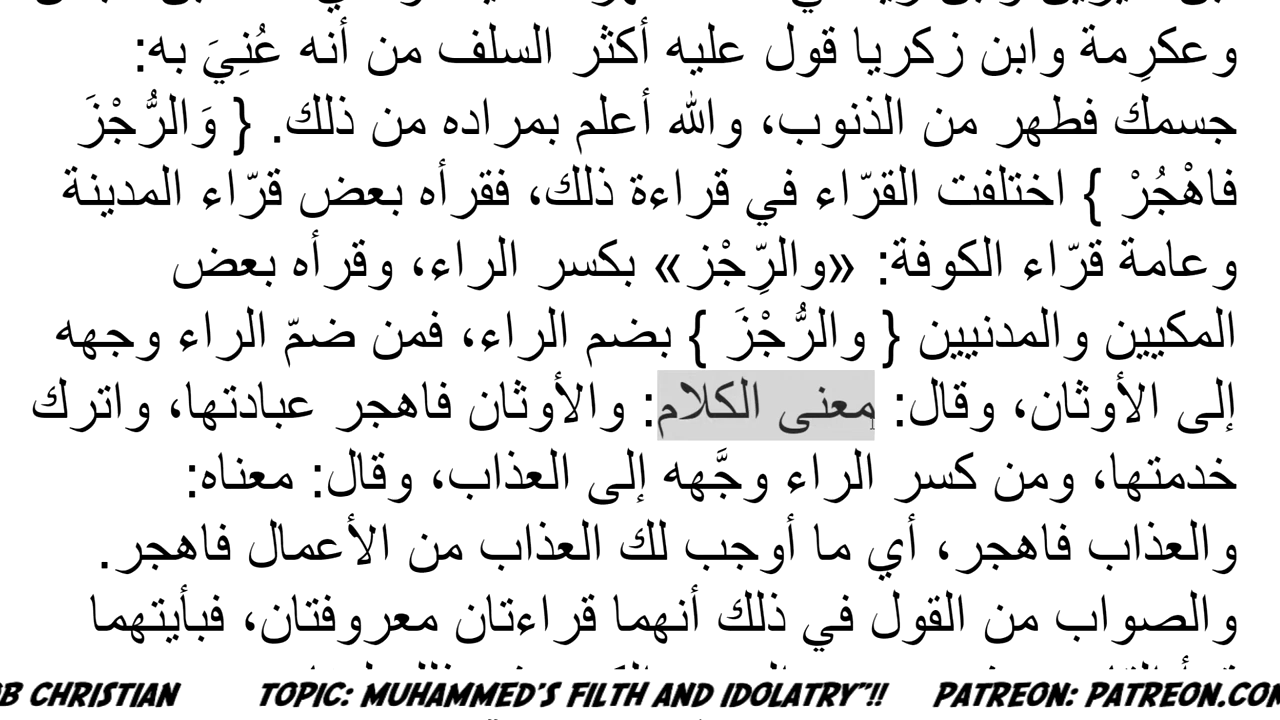 وعكرِمة وابن زكريا قول عليه أكثر السلف من أنه عُنِيَ به:
جسمك فطهر من الذنوب، والله أعلم بمراده من ذلك. { وَالرُّجْزَ
فاهْجُرْ } اختلفت القرّاء في قراءة ذلك، فقرأه بعض قرّاء المدينة
وعامة قرّاء الكوفة: «والرِّجْز» بكسر الراء، وقرأه بعض
المكيين والمدنيين { والرُّجْزَ } بضم الراء، فمن ضمّ الراء وجهه
إلى الأوثان، وقال: معنى الكلام: والأوثان فاهجر عبادتها، واترك
خدمتها، ومن كسر الراء وجَّهه إلى العذاب، وقال: معناه:
والعذاب فاهجر، أي ما أوجب لك العذاب من الأعمال فاهجر.
والصواب من القول في ذلك أنهما قراءتان معروفتان، فبأيتهما
CHRISTIAN TOPIC: MUHAMMED'S FILTH AND IDOLATRY"!! PATREON: PATREON.COM